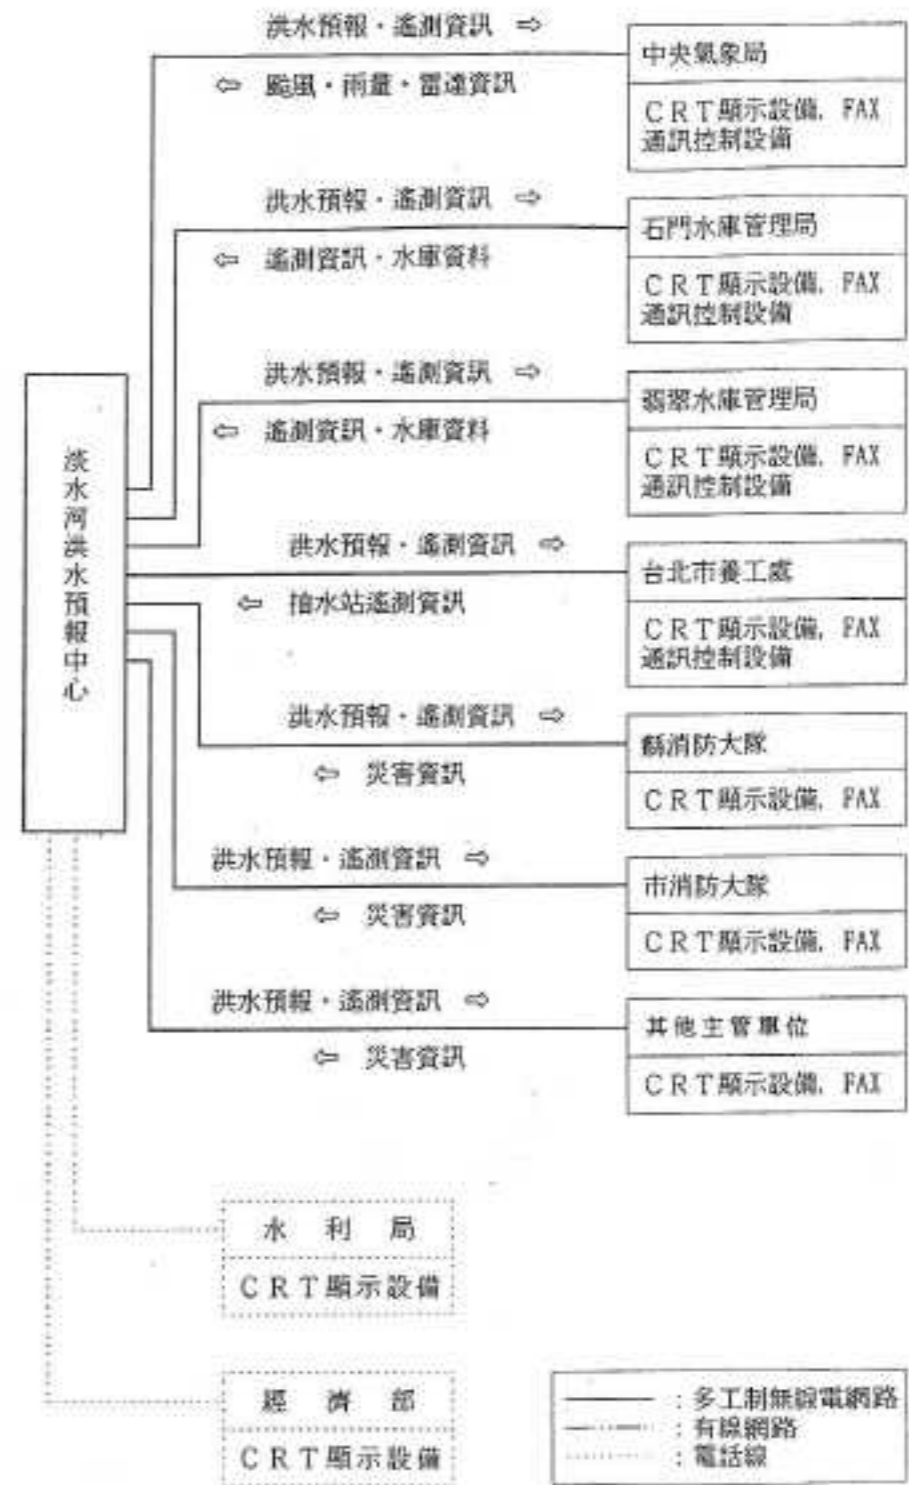 洪水預報・遙測資訊 ⇨
⇦ 颱風・雨量・雷達資訊
中央氣象局
ＣＲＴ顯示設備, FAX
通訊控制設備
洪水預報・遙測資訊 ⇨
⇦ 遙測資訊・水庫資料
石門水庫管理局
ＣＲＴ顯示設備, FAX
通訊控制設備
洪水預報・遙測資訊 ⇨
⇦ 遙測資訊・水庫資料
翡翠水庫管理局
ＣＲＴ顯示設備, FAX
通訊控制設備
淡水河洪水預報中心
洪水預報・遙測資訊 ⇨
⇦ 抽水站遙測資訊
台北市養工處
ＣＲＴ顯示設備, FAX
通訊控制設備
洪水預報・遙測資訊 ⇨
⇦ 災害資訊
縣消防大隊
ＣＲＴ顯示設備, FAX
洪水預報・遙測資訊 ⇨
⇦ 災害資訊
市消防大隊
ＣＲＴ顯示設備, FAX
洪水預報・遙測資訊 ⇨
⇦ 災害資訊
其他主管單位
ＣＲＴ顯示設備, FAX
水利局
ＣＲＴ顯示設備
經濟部
ＣＲＴ顯示設備
：多工制無線電網路
：有線網路
：電話線